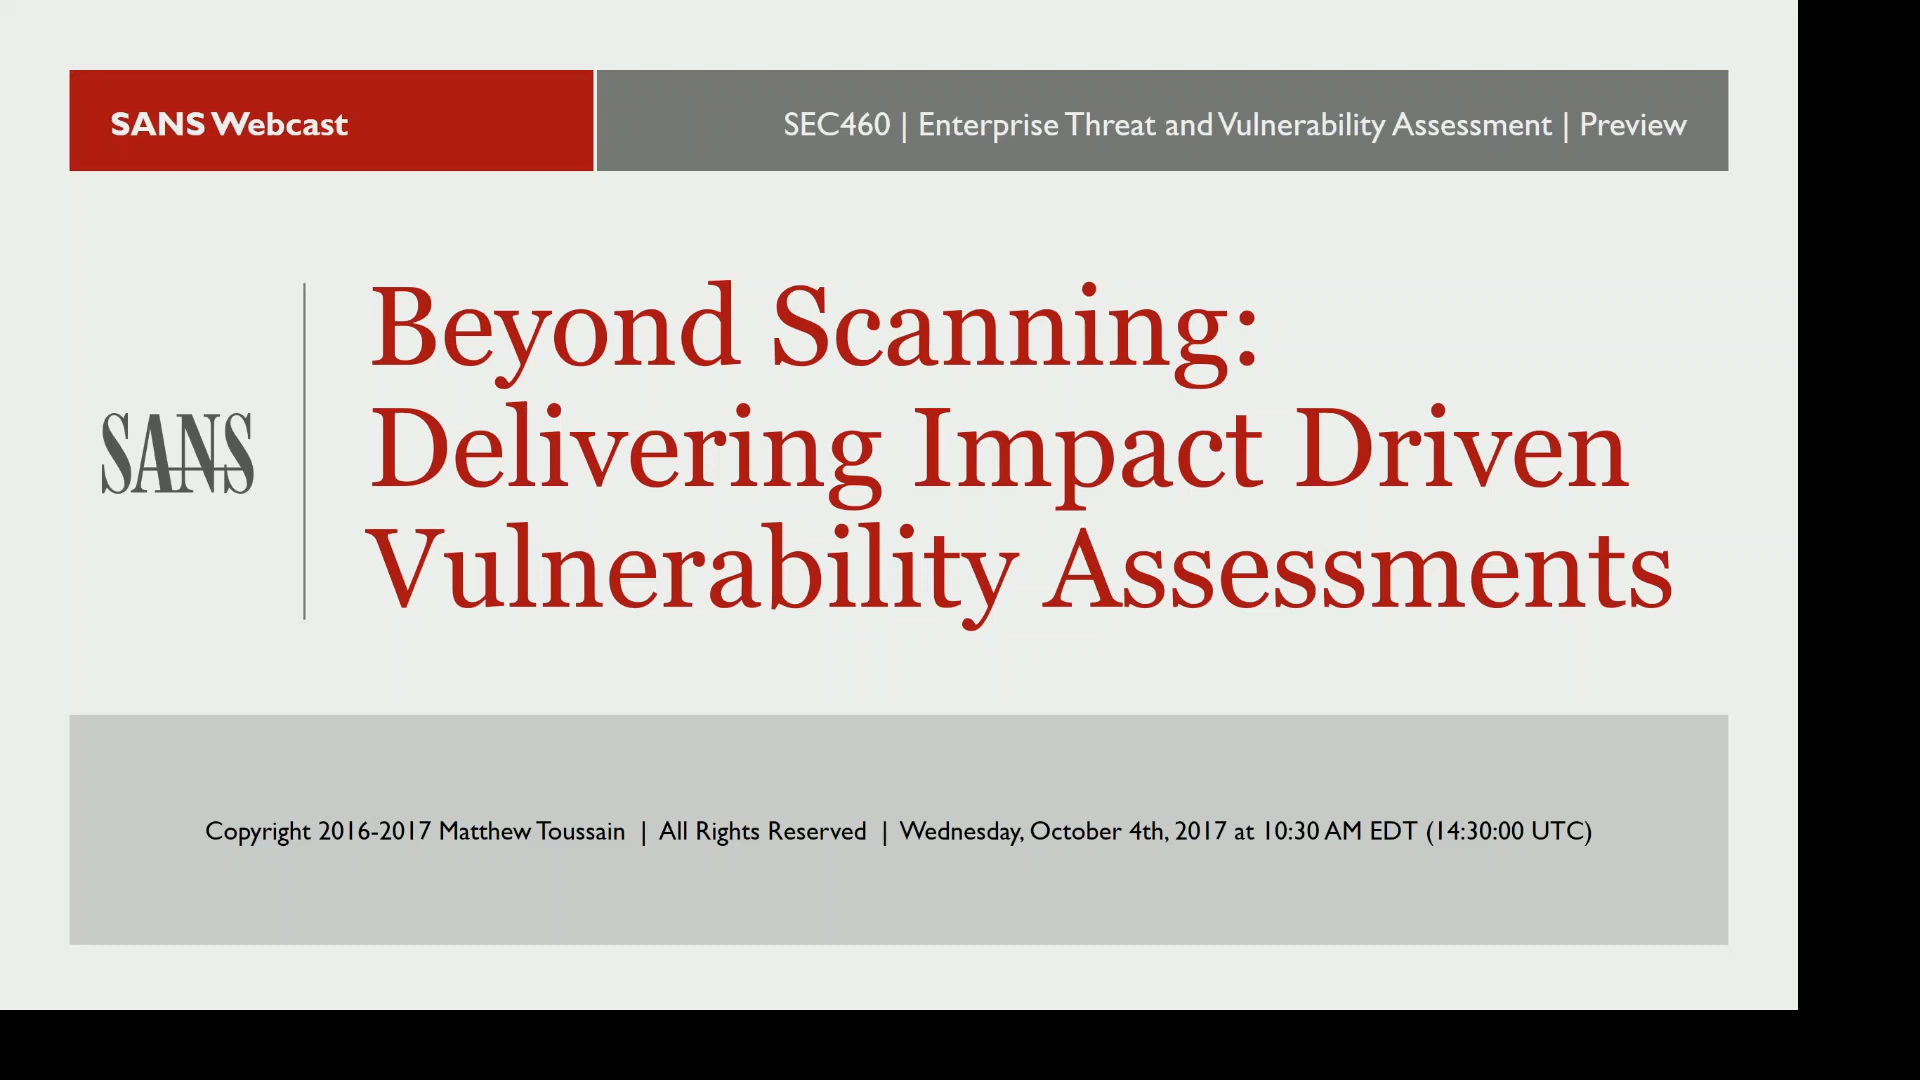 SANS Webcast
SEC460 | Enterprise Threat and Vulnerability Assessment | Preview
SANS
Beyond Scanning:
Delivering Impact Driven
Vulnerability Assessments
Copyright 2016-2017 Matthew Toussain | All Rights Reserved | Wednesday, October 4th, 2017 at 10:30 AM EDT (14:30:00 UTC)